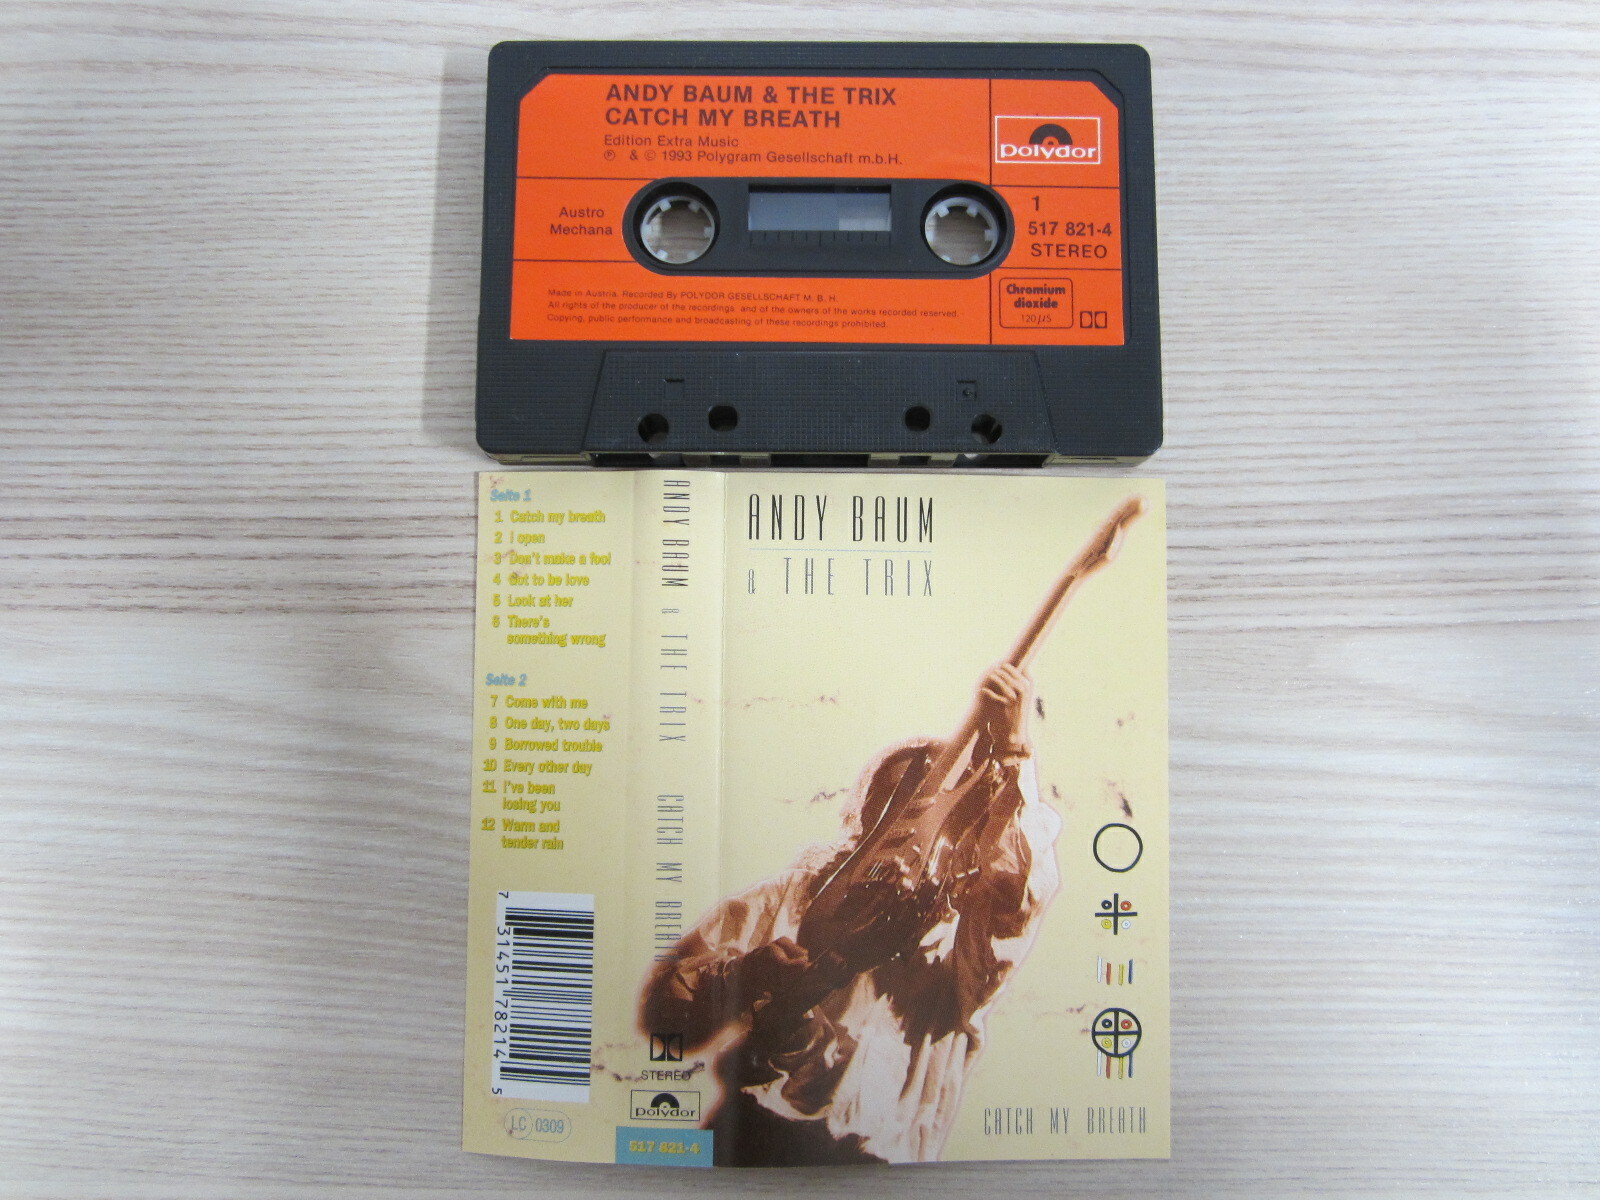 ANDY BAUM & THE TRIX
CATCH MY BREATH
Edition Extra Music
Ⓟ & © 1993 Polygram Gesellschaft m.b.H.
polydor
Austro
Mechana
1
517 821·4
STEREO
Made in Austria. Recorded By POLYDOR GESELLSCHAFT M. B. H.
All rights of the producer of the recordings and of the owners of the works recorded reserved.
Copying, public performance and broadcasting of these recordings prohibited.
Chromium
dioxide
120µS
Seite 1
1 Catch my breath
2 I open
3 Don't make a fool
4 Got to be love
5 Look at her
6 There's
something wrong
Seite 2
7 Come with me
8 One day, two days
9 Borrowed trouble
10 Every other day
11 I've been
losing you
12 Warm and
tender rain
7 31451 78214 5
LC 0309
ANDY BAUM & THE TRIX CATCH MY BREATH
STEREO
polydor
517 821-4
ANDY BAUM
& THE TRIX
CATCH MY BREATH